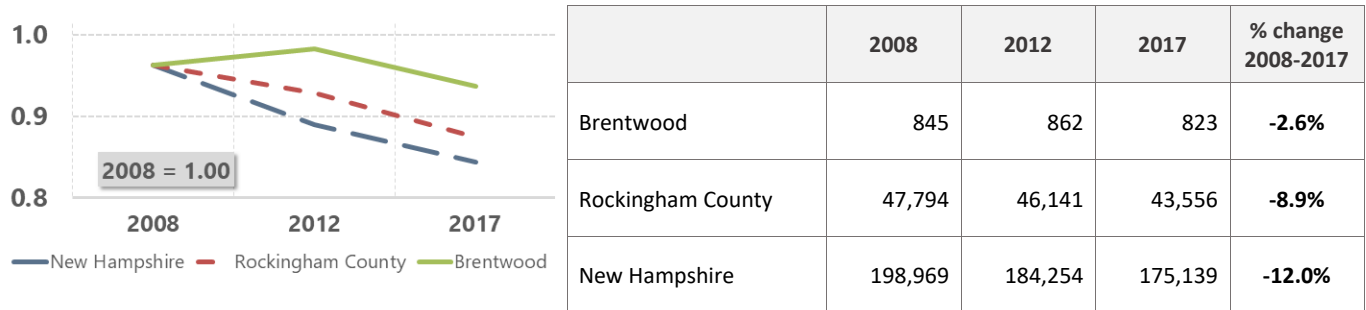 1.0
0.9
0.8
2008 = 1.00
2008 2012 2017
New Hampshire Rockingham County Brentwood
2008 2012 2017 % change
2008-2017
Brentwood 845 862 823 -2.6%
Rockingham County 47,794 46,141 43,556 -8.9%
New Hampshire 198,969 184,254 175,139 -12.0%